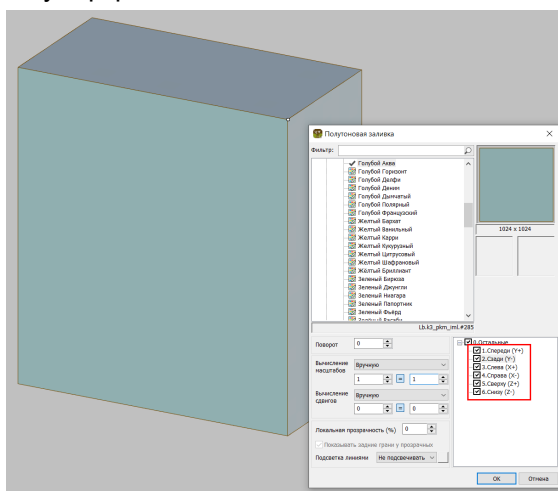 Полутоновая заливка
Фильтр:
Голубой Аква
Голубой Горизонт
Голубой Делфи
Голубой Деним
Голубой Дымчатый
Голубой Полярный
Голубой Французский
Желтый Бархат
Желтый Ванильный
Желтый Карри
Желтый Кукурузный
Желтый Цитрусовый
Желтый Шафрановый
Желтый Бриллиант
Зеленый Бирюза
Зеленый Джунгли
Зеленый Ниагара
Зеленый Папортник
Зеленый Фьёрд
1024 x 1024
Lb.k3_pkm_iml.#285
Поворот 0
Вычисление масштабов Вручную
1 = 1
Вычисление сдвигов Вручную
0 = 0
Локальная прозрачность (%) 0
Показывать задние грани у прозрачных
Подсветка линиями Не подсвечивать
0.Остальные
1.Спереди (Y+)
2.Сзади (Y-)
3.Слева (X+)
4.Справа (X-)
5.Сверху (Z+)
6.Снизу (Z-)
OK Отмена